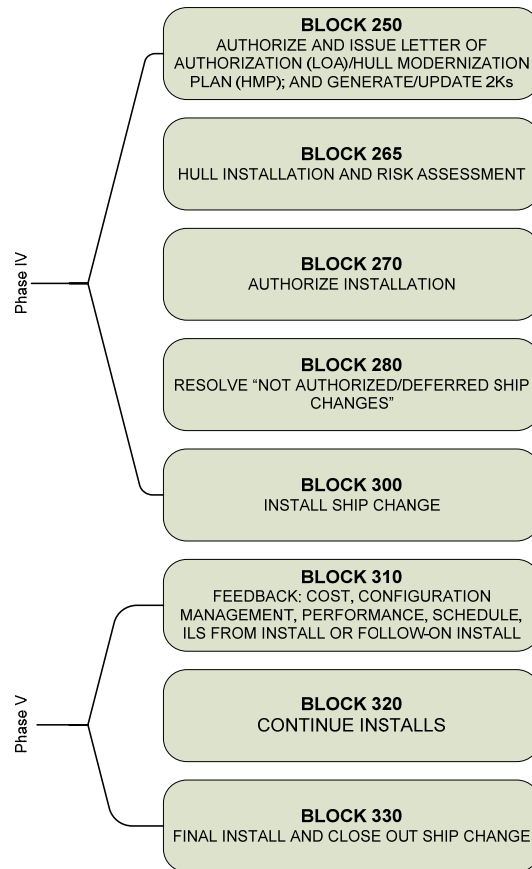 Phase IV
BLOCK 250
AUTHORIZE AND ISSUE LETTER OF
AUTHORIZATION (LOA)/HULL MODERNIZATION
PLAN (HMP); AND GENERATE/UPDATE 2Ks
BLOCK 265
HULL INSTALLATION AND RISK ASSESSMENT
BLOCK 270
AUTHORIZE INSTALLATION
BLOCK 280
RESOLVE “NOT AUTHORIZED/DEFERRED SHIP
CHANGES”
BLOCK 300
INSTALL SHIP CHANGE
Phase V
BLOCK 310
FEEDBACK: COST, CONFIGURATION
MANAGEMENT, PERFORMANCE, SCHEDULE,
ILS FROM INSTALL OR FOLLOW-ON INSTALL
BLOCK 320
CONTINUE INSTALLS
BLOCK 330
FINAL INSTALL AND CLOSE OUT SHIP CHANGE